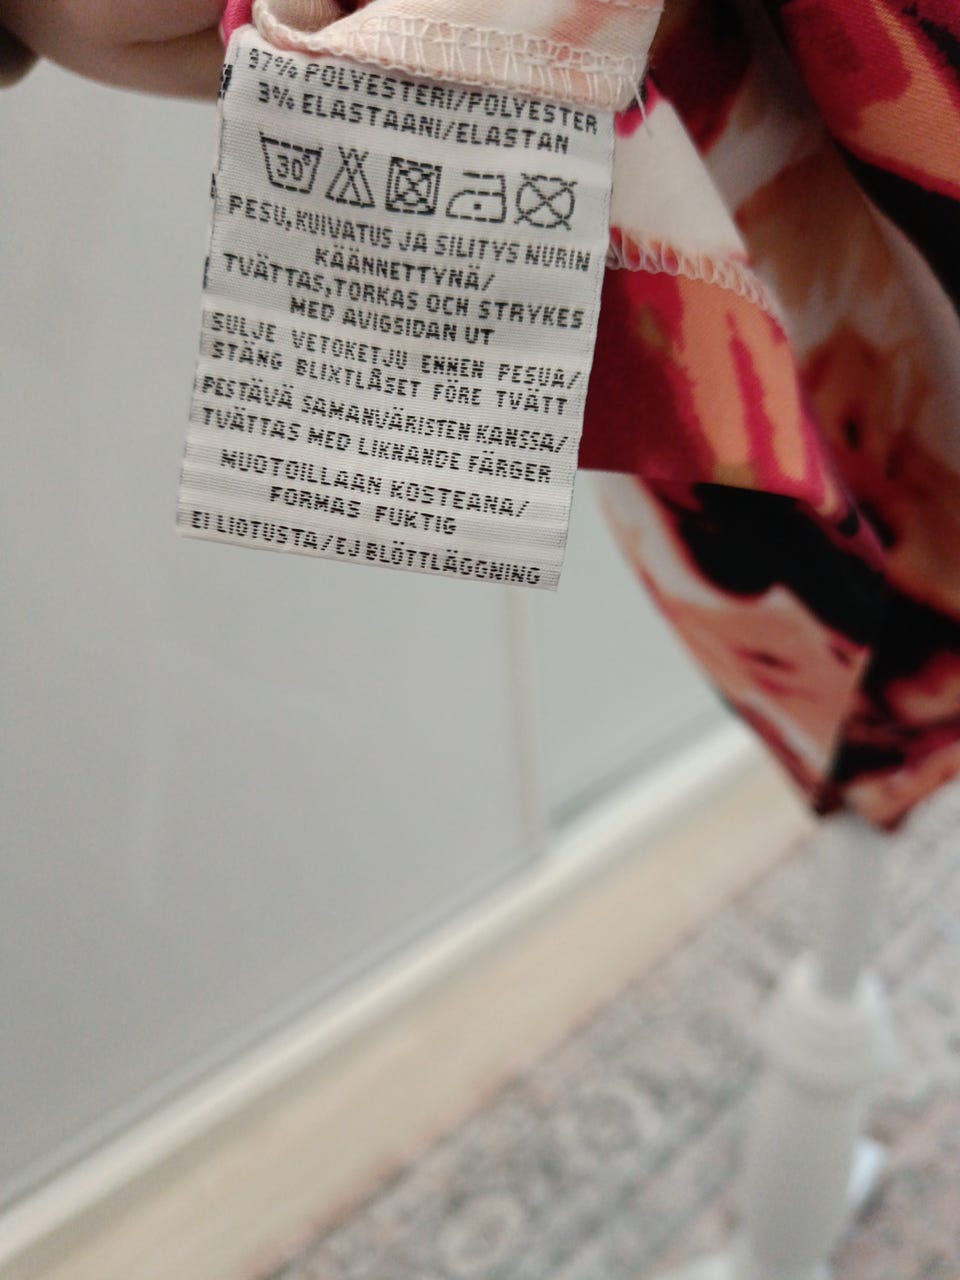 97% POLYESTERI/POLYESTER
3% ELASTAANI/ELASTAN
30°
PESU,KUIVATUS JA SILITYS NURIN
KÄÄNNETTYNÄ/
TVÄTTAS,TORKAS OCH STRYKES
MED AVIGSIDAN UT
SULJE VETOKETJU ENNEN PESUA/
STÄNG BLIXTLÅSET FÖRE TVÄTT
PESTÄVÄ SAMANVÄRISTEN KANSSA/
TVÄTTAS MED LIKNANDE FÄRGER
MUOTOILLAAN KOSTEANA/
FORMAS FUKTIG
EI LIOTUSTA/EJ BLÖTTLÄGGNING